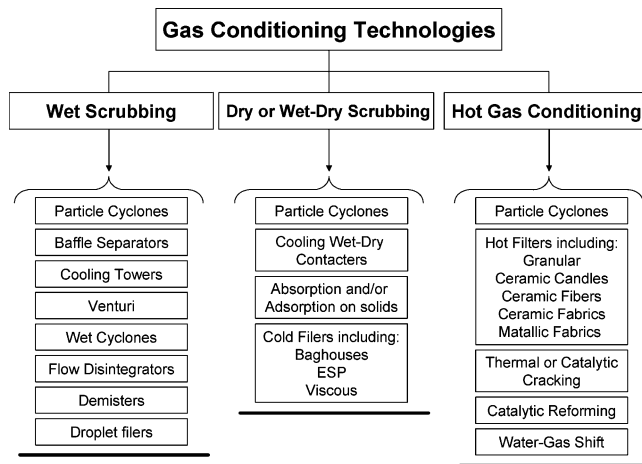 Gas Conditioning Technologies
Wet Scrubbing
Particle Cyclones
Baffle Separators
Cooling Towers
Venturi
Wet Cyclones
Flow Disintegrators
Demisters
Droplet filers
Dry or Wet-Dry Scrubbing
Particle Cyclones
Cooling Wet-Dry
Contacters
Absorption and/or
Adsorption on solids
Cold Filers including:
Baghouses
ESP
Viscous
Hot Gas Conditioning
Particle Cyclones
Hot Filters including:
Granular
Ceramic Candles
Ceramic Fibers
Ceramic Fabrics
Matallic Fabrics
Thermal or Catalytic
Cracking
Catalytic Reforming
Water-Gas Shift